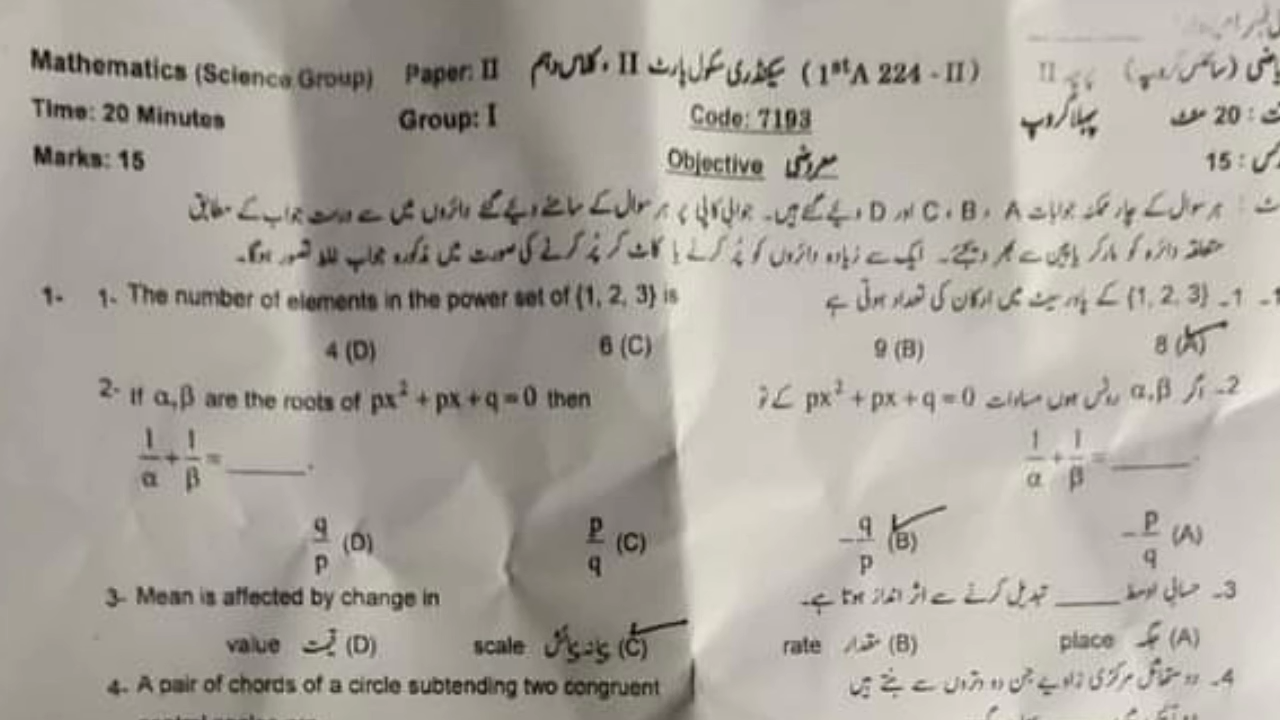 Mathematics (Science Group) Paper: II سیکنڈری سکول پارٹ II ، کلاس دہم (1stA 224 - II) II (سائنس گروپ)
Time: 20 Minutes Group: I Code: 7193 پہلا گروپ 20 منٹ
Marks: 15 Objective معروضی 15 :
ہر سوال کے چار ممکنہ جوابات A ، B ، C اور D دیئے گئے ہیں۔ جوابی کاپی پر ہر سوال کے سامنے دیئے گئے دائروں میں سے درست جواب کے مطابق
متعلقہ دائرہ کو مارکر یا پین سے بھر دیجئے۔ ایک سے زیادہ دائروں کو پُر کرنے یا کاٹ کر پُر کرنے کی صورت میں مذکورہ جواب غلط تصور ہوگا۔
1- 1- The number of elements in the power set of {1, 2, 3} is 1۔ {1, 2, 3} کے پاور سیٹ میں ارکان کی تعداد ہوتی ہے
4 (D) 6 (C) 9 (B) 8 (A)
2- If α,β are the roots of px² + px + q = 0 then 2۔ اگر α,β روٹس ہوں مساوات px² + px + q = 0 کے تو
1/α + 1/β = ______. 1/α + 1/β = ______.
q/p (D) p/q (C) -q/p (B) -p/q (A)
3- Mean is affected by change in 3۔ حسابی اوسط ______ تبدیل کرنے سے اثر انداز ہوتا ہے۔
value قیمت (D) scale (C) rate مقدار (B) place جگہ (A)
4- A pair of chords of a circle subtending two congruent 4۔ دو متماثل مرکزی زاویے جن دو وتروں سے بنتے ہیں